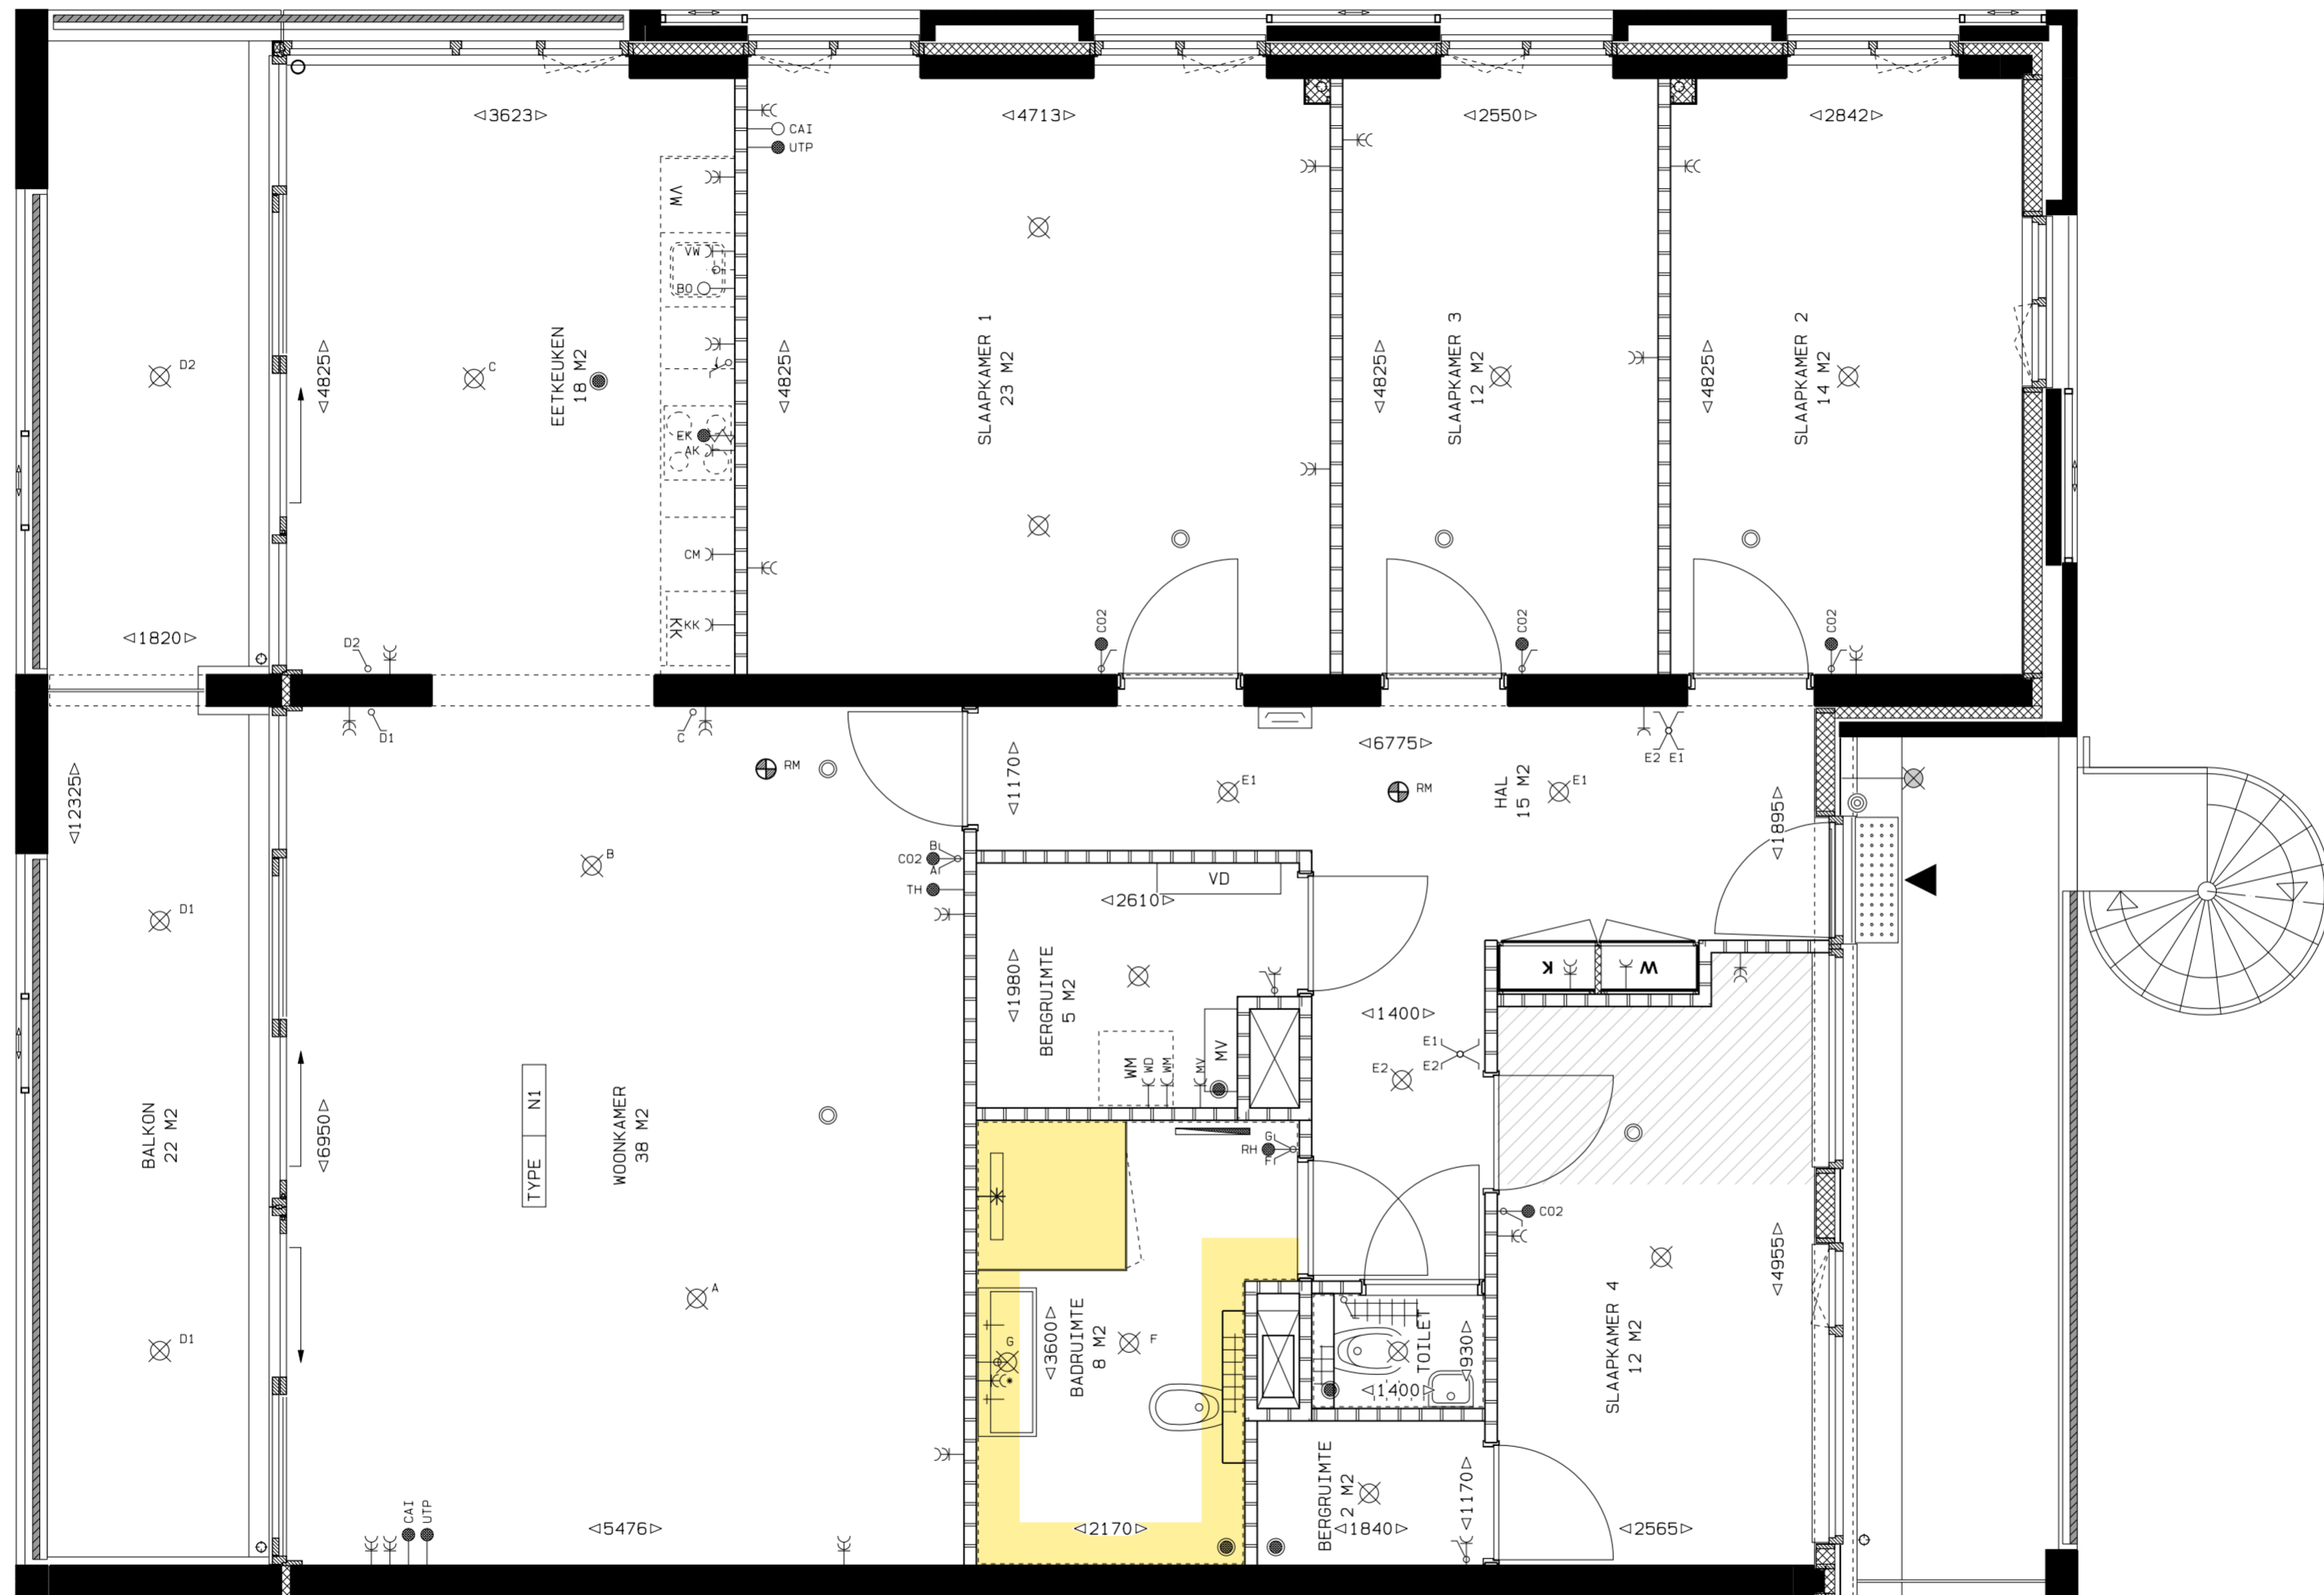 ◁3623▷
◁4713▷
◁2550▷
◁2842▷
CAI
UTP
VW
VW
BO
D2
C
◁4825▷
EETKEUKEN
18 M2
◁4825▷
SLAAPKAMER 1
23 M2
◁4825▷
SLAAPKAMER 3
12 M2
◁4825▷
SLAAPKAMER 2
14 M2
EK
AK
CM
KK
KK
◁1820▷
D2
CO2
CO2
CO2
D1
C
◁12325▷
RM
◁1170▷
◁6775▷
E2 E1
E1
RM
HAL
15 M2
E1
◁1895▷
B
CO2
B
A
TH
VD
◁2610▷
D1
◁1980▷
BERGRUIMTE
5 M2
K
W
◁1400▷
E1
E2
E2
WM
WD
WM
MV
MV
BALKON
22 M2
◁6950▷
TYPE N1
WOONKAMER
38 M2
RH
G
F
CO2
◁4955▷
A
D1
G
◁3600▷
BADRUIMTE
8 M2
F
TOILET
◁930▷
◁1400▷
SLAAPKAMER 4
12 M2
CAI
UTP
◁5476▷
◁2170▷
BERGRUIMTE
2 M2
◁1840▷
◁1170▷
◁2565▷